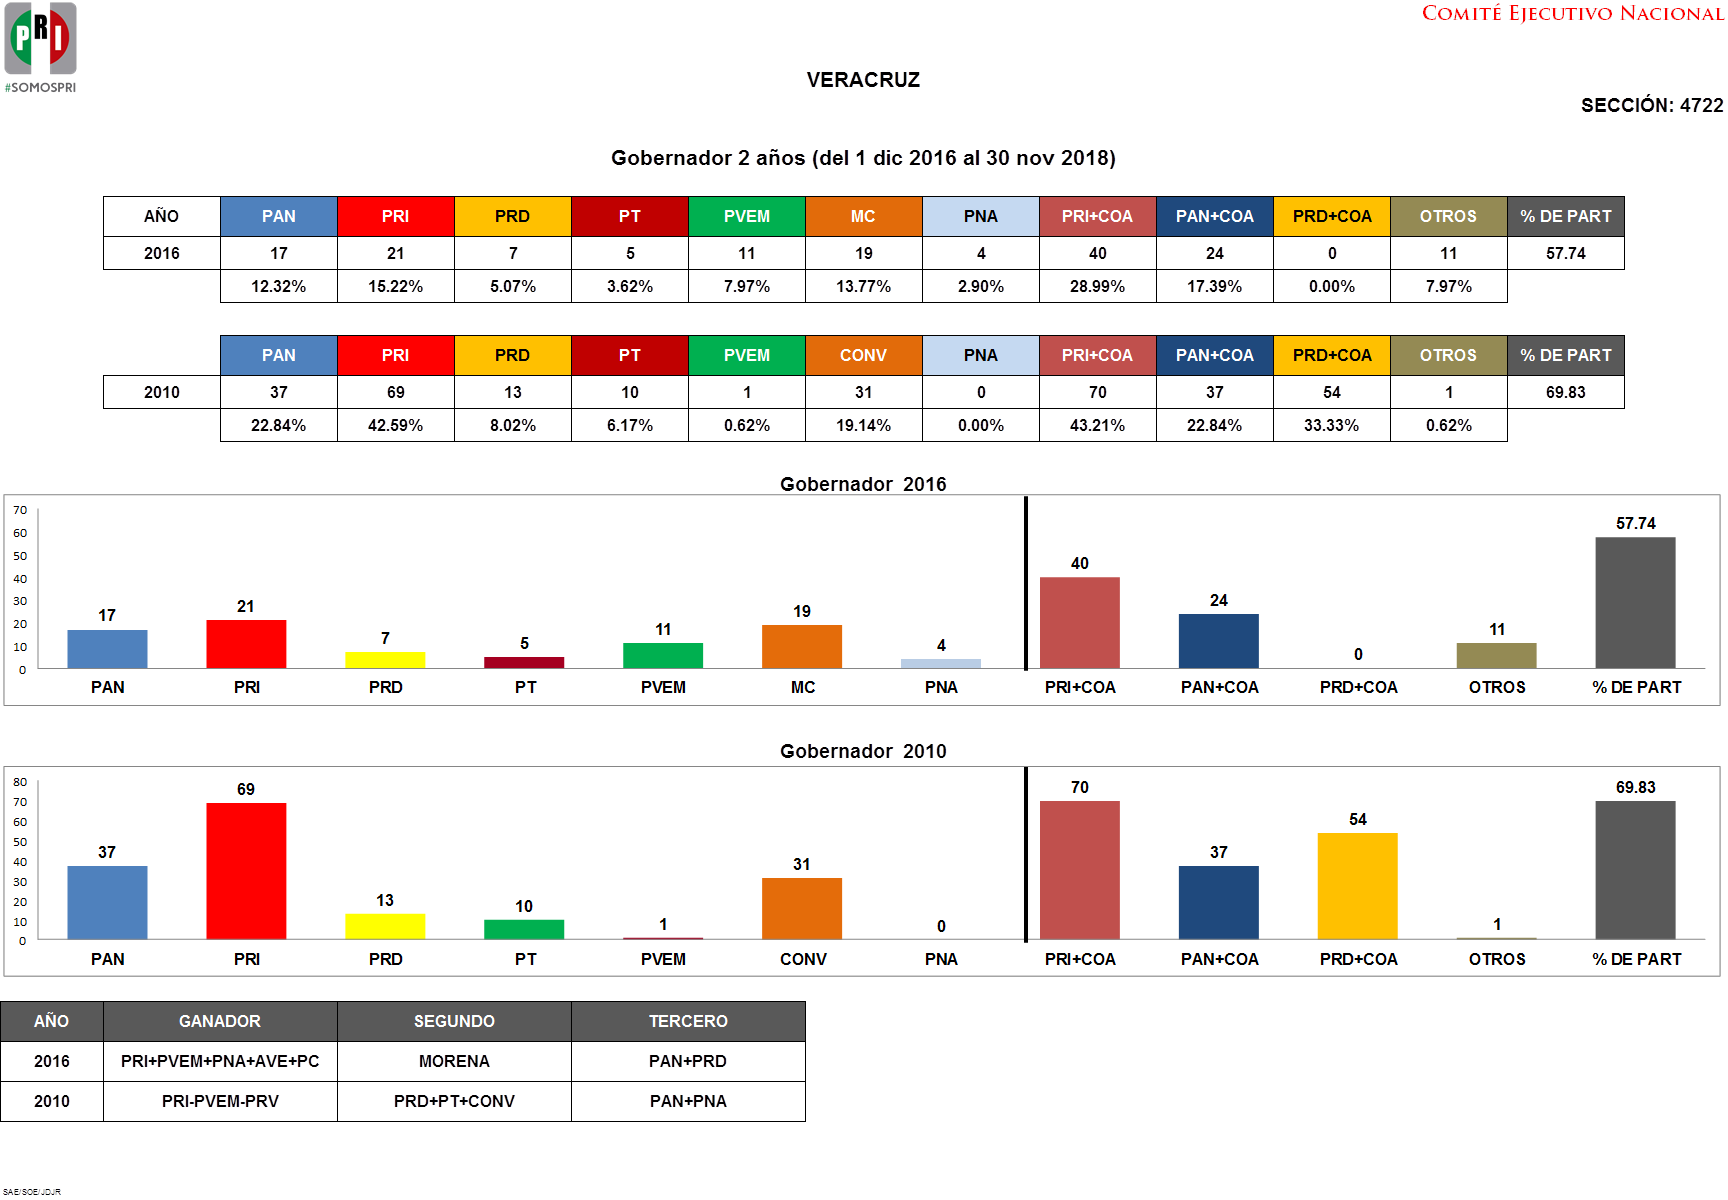 COMITÉ EJECUTIVO NACIONAL
PRI
#SOMOSPRI
VERACRUZ
SECCIÓN: 4722
Gobernador 2 años (del 1 dic 2016 al 30 nov 2018)
AÑO PAN PRI PRD PT PVEM MC PNA PRI+COA PAN+COA PRD+COA OTROS % DE PART
2016 17 21 7 5 11 19 4 40 24 0 11 57.74
12.32% 15.22% 5.07% 3.62% 7.97% 13.77% 2.90% 28.99% 17.39% 0.00% 7.97%
PAN PRI PRD PT PVEM CONV PNA PRI+COA PAN+COA PRD+COA OTROS % DE PART
2010 37 69 13 10 1 31 0 70 37 54 1 69.83
22.84% 42.59% 8.02% 6.17% 0.62% 19.14% 0.00% 43.21% 22.84% 33.33% 0.62%
Gobernador 2016
70
60
50
40
30
20
10
0
17 21 7 5 11 19 4 40 24 0 11 57.74
PAN PRI PRD PT PVEM MC PNA PRI+COA PAN+COA PRD+COA OTROS % DE PART
Gobernador 2010
80
70
60
50
40
30
20
10
0
37 69 13 10 1 31 0 70 37 54 1 69.83
PAN PRI PRD PT PVEM CONV PNA PRI+COA PAN+COA PRD+COA OTROS % DE PART
AÑO GANADOR SEGUNDO TERCERO
2016 PRI+PVEM+PNA+AVE+PC MORENA PAN+PRD
2010 PRI-PVEM-PRV PRD+PT+CONV PAN+PNA
SAE/SOE/JDJR